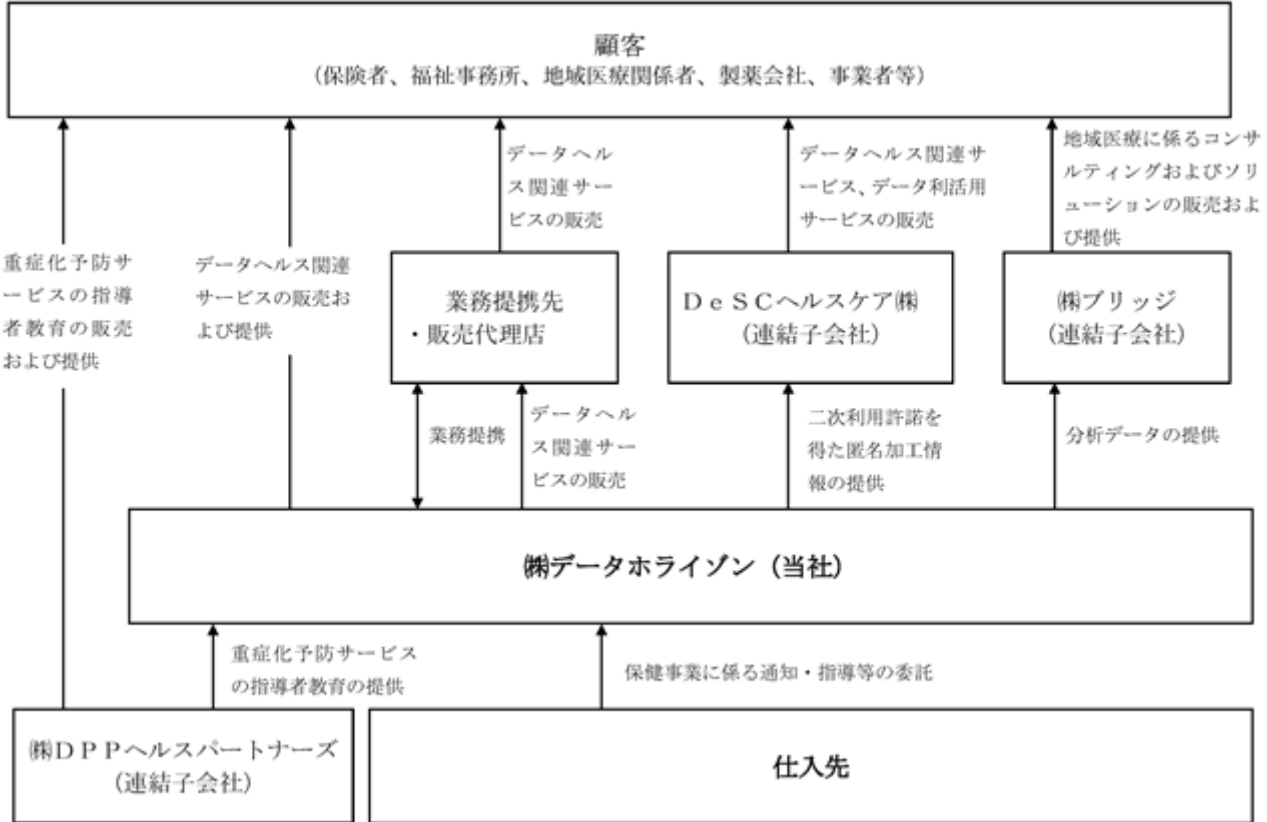 顧客
(保険者、福祉事務所、地域医療関係者、製薬会社、事業者等)
データヘル
ス関連サー
ビスの販売
データヘルス関連サ
ービス、データ利活用
サービスの販売
地域医療に係るコンサ
ルティングおよびソリ
ューションの販売およ
び提供
重症化予防サ
ービスの指導
者教育の販売
および提供
データヘルス関連
サービスの販売お
よび提供
業務提携先
・販売代理店
ＤｅＳＣヘルスケア㈱
(連結子会社)
㈱ブリッジ
(連結子会社)
業務提携
データヘル
ス関連サー
ビスの販売
二次利用許諾を
得た匿名加工情
報の提供
分析データの提供
㈱データホライゾン（当社）
重症化予防サービス
の指導者教育の提供
保健事業に係る通知・指導等の委託
㈱ＤＰＰヘルスパートナーズ
(連結子会社)
仕入先